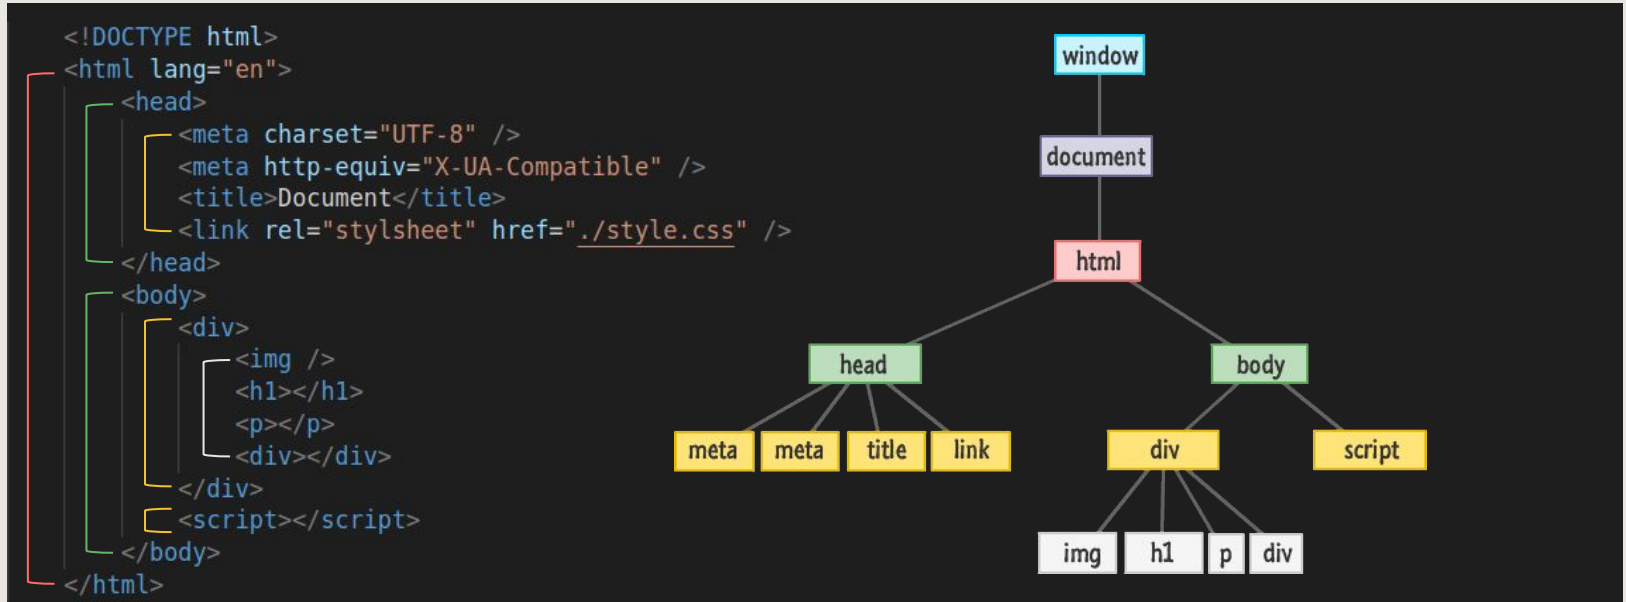 <!DOCTYPE html>
<html lang="en">
<head>
<meta charset="UTF-8" />
<meta http-equiv="X-UA-Compatible" />
<title>Document</title>
<link rel="stylsheet" href="./style.css" />
</head>
<body>
<div>
<img />
<h1></h1>
<p></p>
<div></div>
</div>
<script></script>
</body>
</html>
window
document
html
head body
meta meta title link div script
img h1 p div